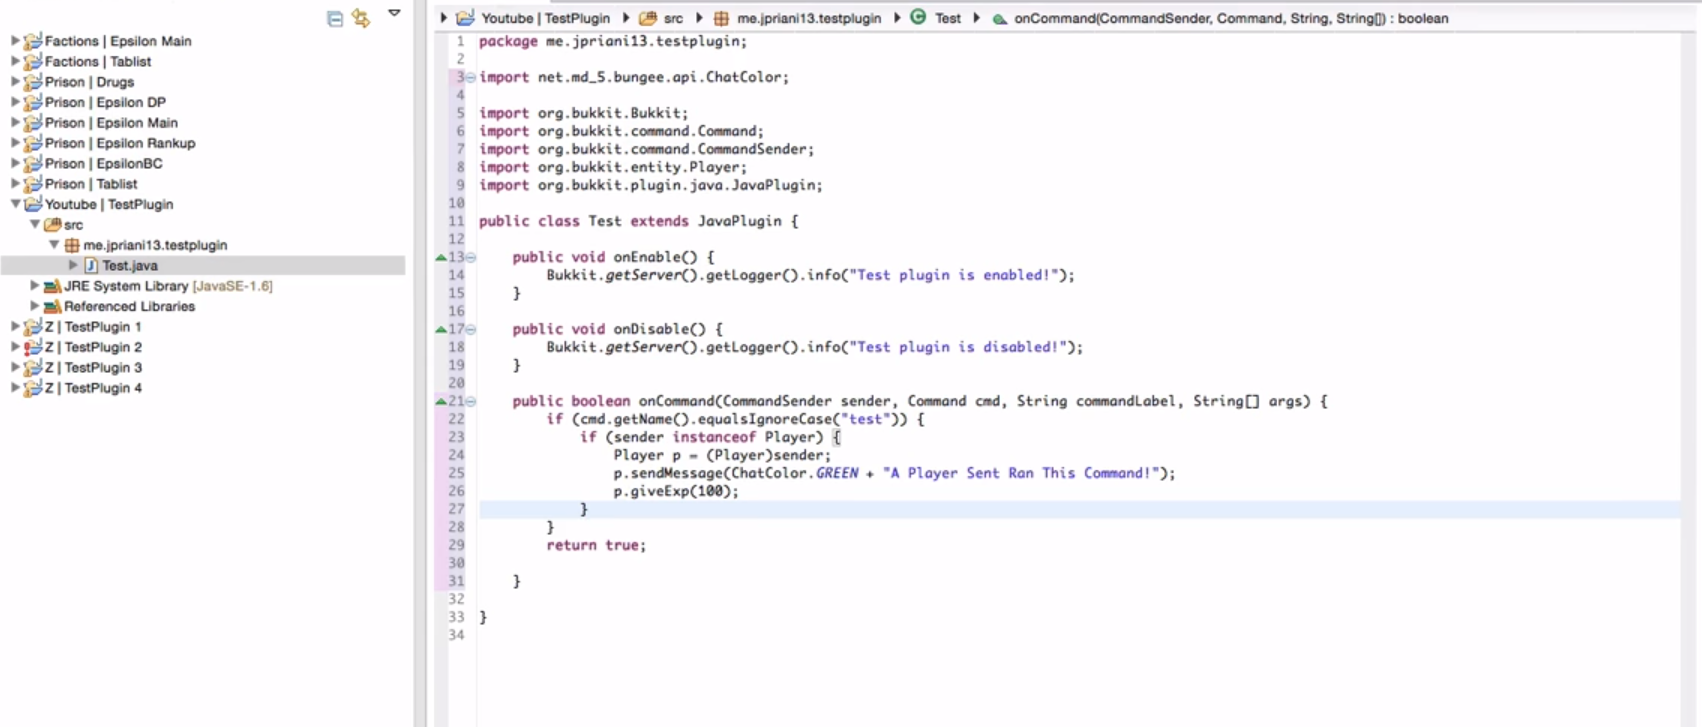 Factions | Epsilon Main
Factions | Tablist
Prison | Drugs
Prison | Epsilon DP
Prison | Epsilon Main
Prison | Epsilon Rankup
Prison | EpsilonBC
Prison | Tablist
Youtube | TestPlugin
src
me.jpriani13.testplugin
Test.java
JRE System Library [JavaSE-1.6]
Referenced Libraries
Z | TestPlugin 1
Z | TestPlugin 2
Z | TestPlugin 3
Z | TestPlugin 4
Youtube | TestPlugin src me.jpriani13.testplugin Test onCommand(CommandSender, Command, String, String[]) : boolean
1 package me.jpriani13.testplugin;
2
3 import net.md_5.bungee.api.ChatColor;
4
5 import org.bukkit.Bukkit;
6 import org.bukkit.command.Command;
7 import org.bukkit.command.CommandSender;
8 import org.bukkit.entity.Player;
9 import org.bukkit.plugin.java.JavaPlugin;
10
11 public class Test extends JavaPlugin {
12
13 public void onEnable() {
14 Bukkit.getServer().getLogger().info("Test plugin is enabled!");
15 }
16
17 public void onDisable() {
18 Bukkit.getServer().getLogger().info("Test plugin is disabled!");
19 }
20
21 public boolean onCommand(CommandSender sender, Command cmd, String commandLabel, String[] args) {
22 if (cmd.getName().equalsIgnoreCase("test")) {
23 if (sender instanceof Player) {
24 Player p = (Player)sender;
25 p.sendMessage(ChatColor.GREEN + "A Player Sent Ran This Command!");
26 p.giveExp(100);
27 }
28 }
29 return true;
30
31 }
32
33 }
34